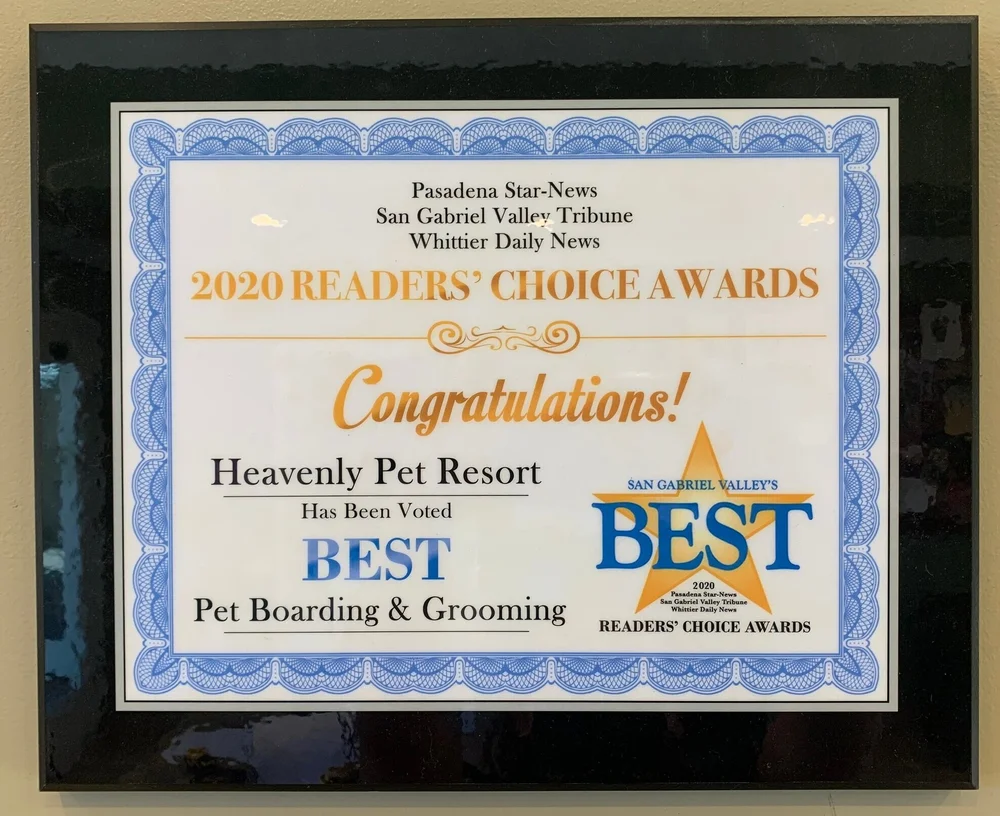 Pasadena Star-News
San Gabriel Valley Tribune
Whittier Daily News
2020 READERS' CHOICE AWARDS
Congratulations!
Heavenly Pet Resort
Has Been Voted
BEST
Pet Boarding & Grooming
SAN GABRIEL VALLEY'S
BEST
2020
Pasadena Star-News
San Gabriel Valley Tribune
Whittier Daily News
READERS' CHOICE AWARDS